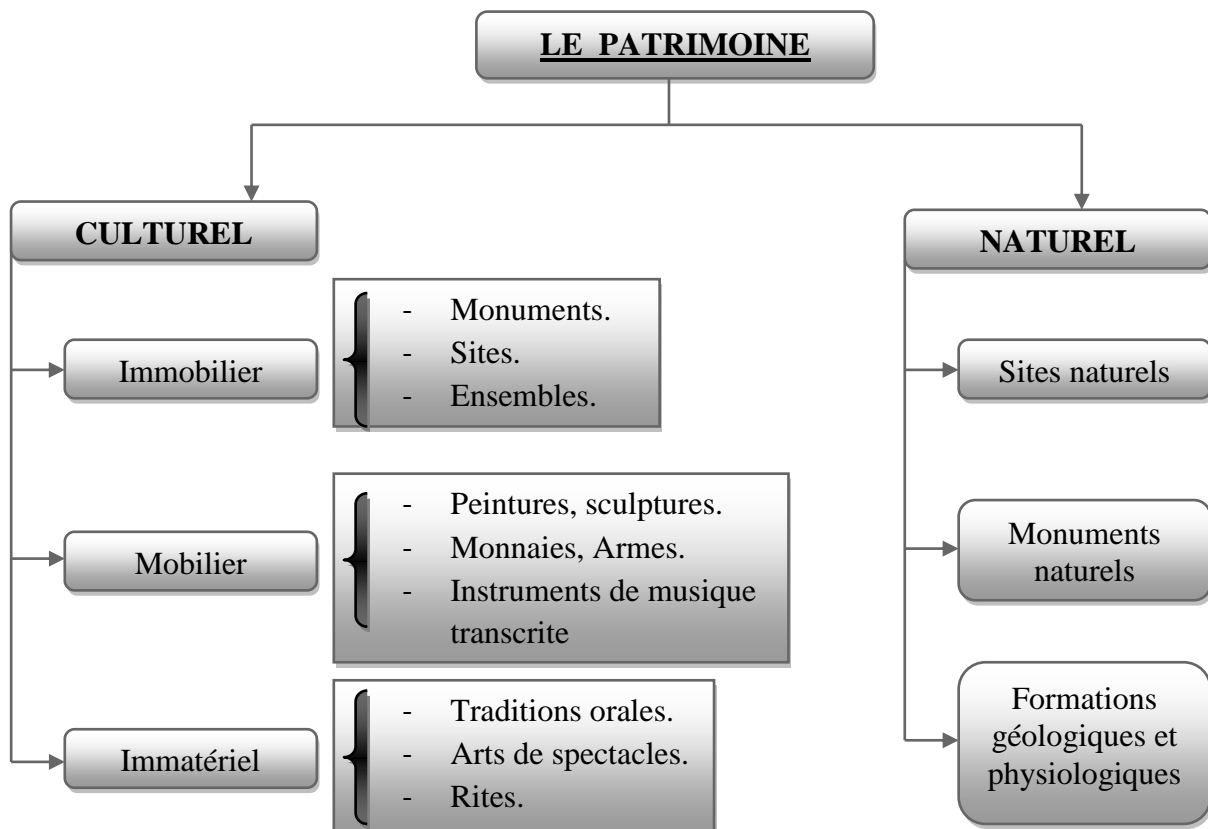 LE PATRIMOINE
CULTUREL
Immobilier
- Monuments.
- Sites.
- Ensembles.
Mobilier
- Peintures, sculptures.
- Monnaies, Armes.
- Instruments de musique
transcrite
Immatériel
- Traditions orales.
- Arts de spectacles.
- Rites.
NATUREL
Sites naturels
Monuments
naturels
Formations
géologiques et
physiologiques